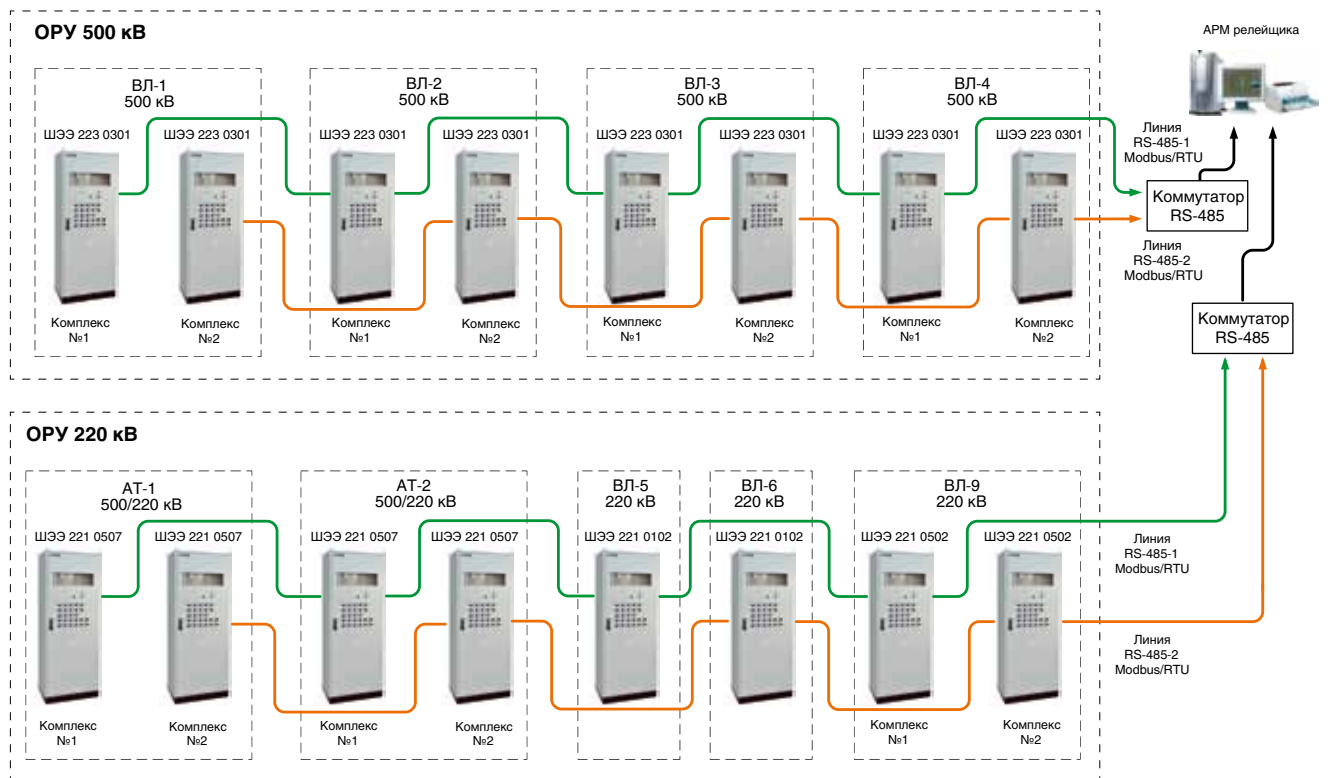 ОРУ 500 кВ
АРМ релейщика
ВЛ-1
500 кВ
ВЛ-2
500 кВ
ВЛ-3
500 кВ
ВЛ-4
500 кВ
ШЭЭ 223 0301
ШЭЭ 223 0301
ШЭЭ 223 0301
ШЭЭ 223 0301
ШЭЭ 223 0301
ШЭЭ 223 0301
ШЭЭ 223 0301
ШЭЭ 223 0301
Линия
RS-485-1
Modbus/RTU
Коммутатор
RS-485
Линия
RS-485-2
Modbus/RTU
Комплекс
№1
Комплекс
№2
Комплекс
№1
Комплекс
№2
Комплекс
№1
Комплекс
№2
Комплекс
№1
Комплекс
№2
Коммутатор
RS-485
ОРУ 220 кВ
АТ-1
500/220 кВ
АТ-2
500/220 кВ
ВЛ-5
220 кВ
ВЛ-6
220 кВ
ВЛ-9
220 кВ
ШЭЭ 221 0507
ШЭЭ 221 0507
ШЭЭ 221 0507
ШЭЭ 221 0507
ШЭЭ 221 0102
ШЭЭ 221 0102
ШЭЭ 221 0502
ШЭЭ 221 0502
Линия
RS-485-1
Modbus/RTU
Линия
RS-485-2
Modbus/RTU
Комплекс
№1
Комплекс
№2
Комплекс
№1
Комплекс
№2
Комплекс
№1
Комплекс
№2